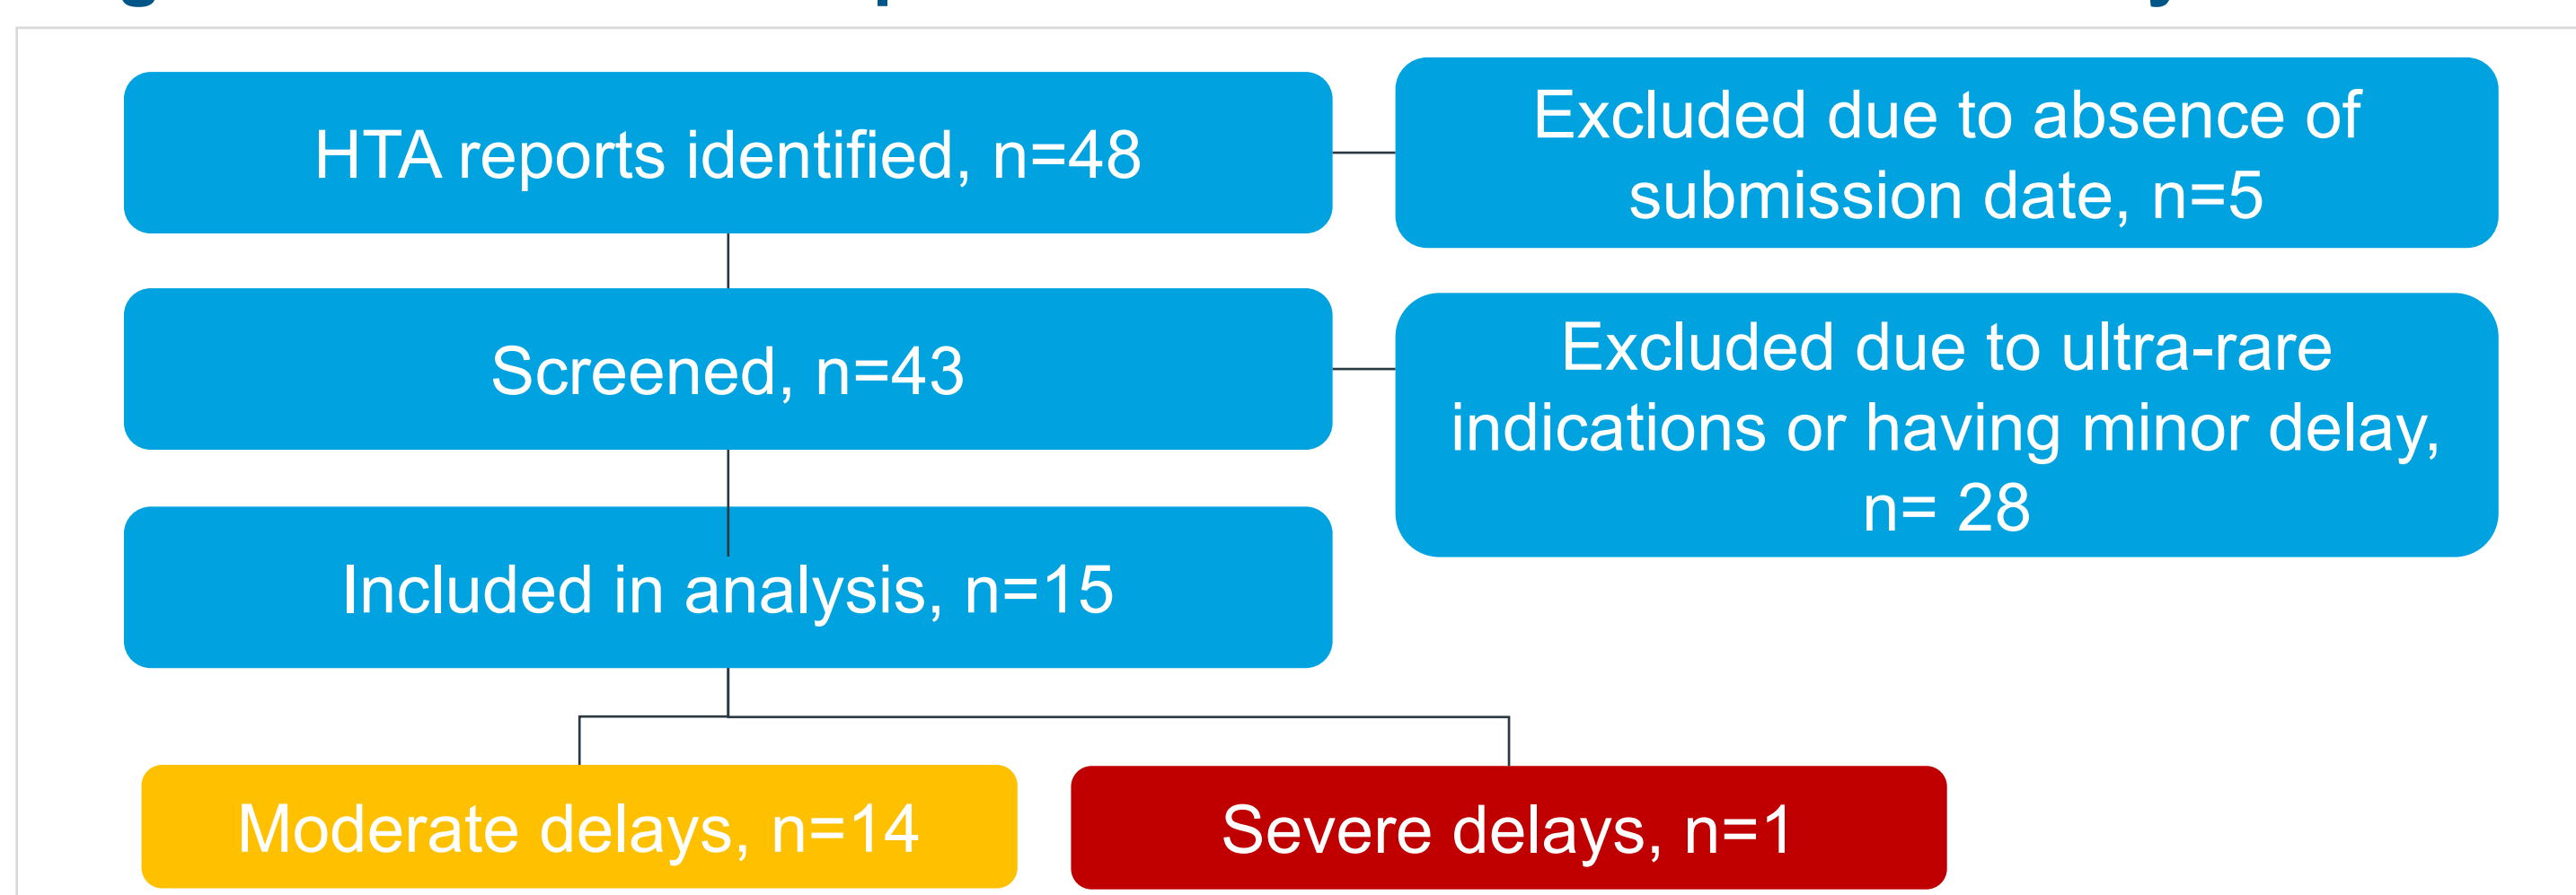 HTA reports identified, n=48
Excluded due to absence of
submission date, n=5
Screened, n=43
Excluded due to ultra-rare
indications or having minor delay,
n= 28
Included in analysis, n=15
Moderate delays, n=14
Severe delays, n=1